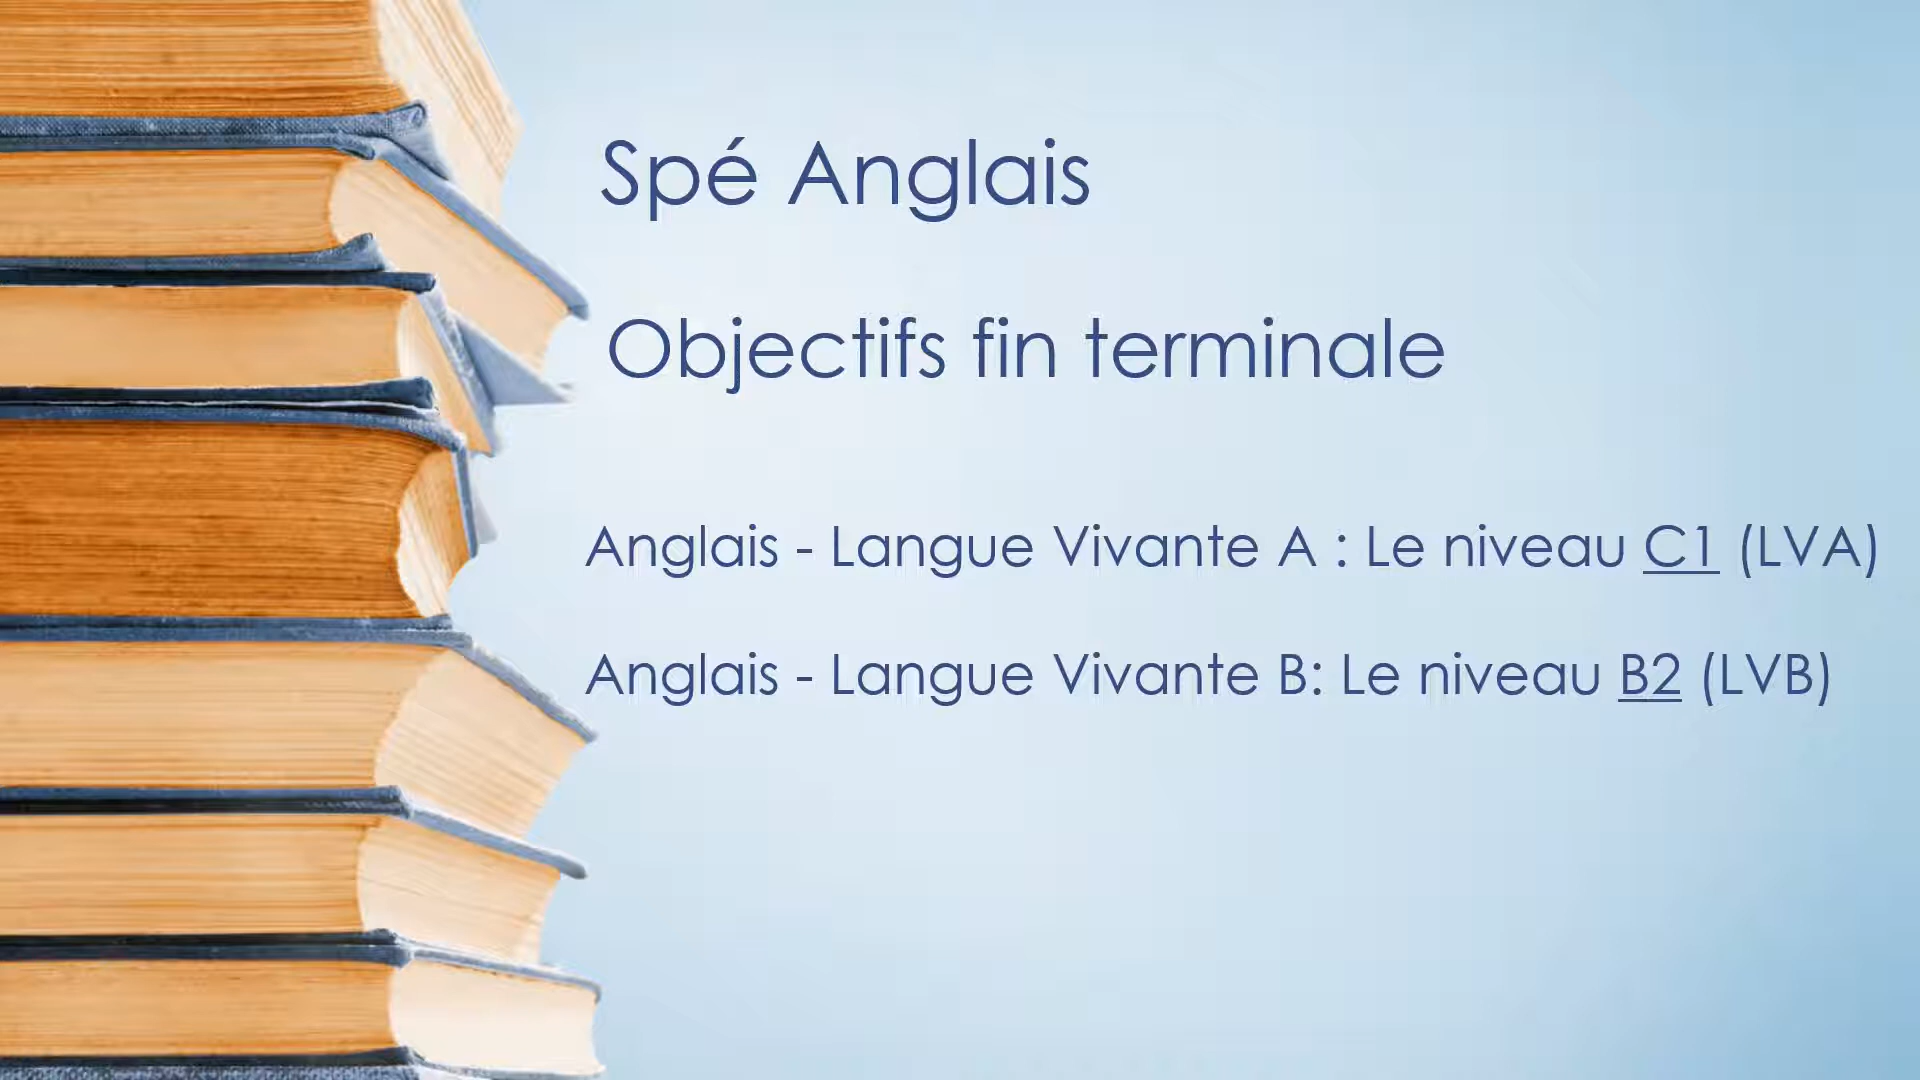 Spé Anglais
Objectifs fin terminale
Anglais - Langue Vivante A : Le niveau C1 (LVA)
Anglais - Langue Vivante B: Le niveau B2 (LVB)